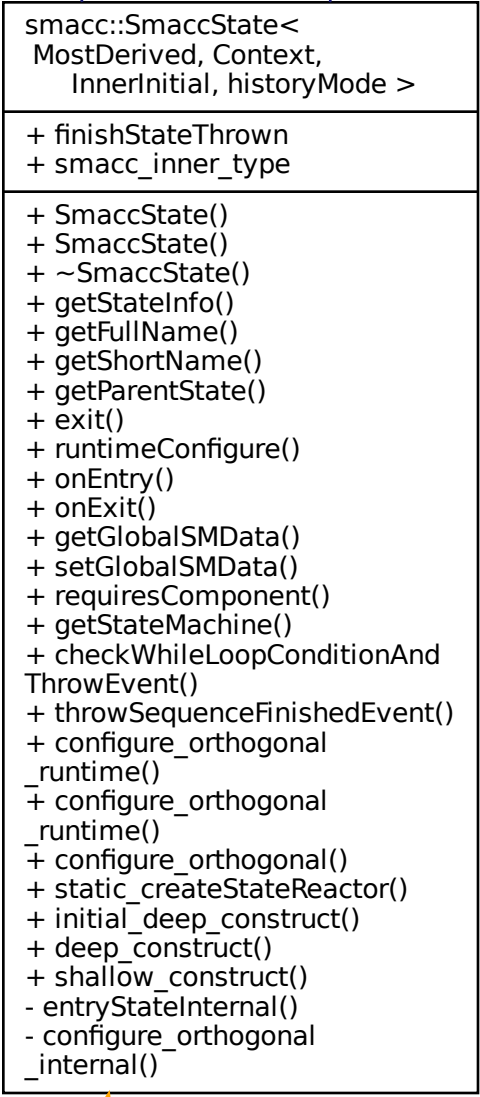 smacc::SmaccState<
MostDerived, Context,
InnerInitial, historyMode >
+ finishStateThrown
+ smacc_inner_type
+ SmaccState()
+ SmaccState()
+ ~SmaccState()
+ getStateInfo()
+ getFullName()
+ getShortName()
+ getParentState()
+ exit()
+ runtimeConfigure()
+ onEntry()
+ onExit()
+ getGlobalSMData()
+ setGlobalSMData()
+ requiresComponent()
+ getStateMachine()
+ checkWhileLoopConditionAnd
ThrowEvent()
+ throwSequenceFinishedEvent()
+ configure_orthogonal
_runtime()
+ configure_orthogonal
_runtime()
+ configure_orthogonal()
+ static_createStateReactor()
+ initial_deep_construct()
+ deep_construct()
+ shallow_construct()
- entryStateInternal()
- configure_orthogonal
_internal()